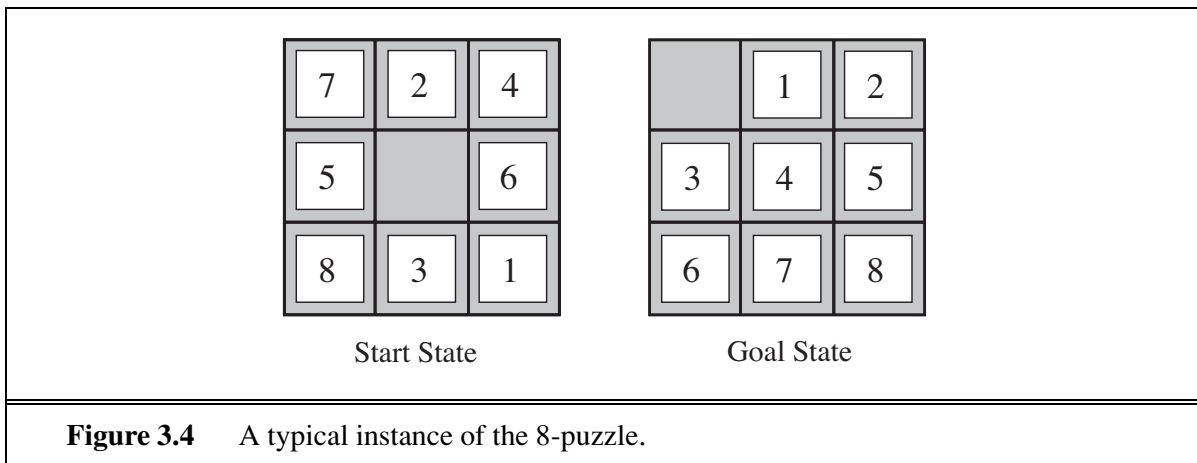 7 2 4 1 2
5 6 3 4 5
8 3 1 6 7 8
Start State Goal State
Figure 3.4 A typical instance of the 8-puzzle.